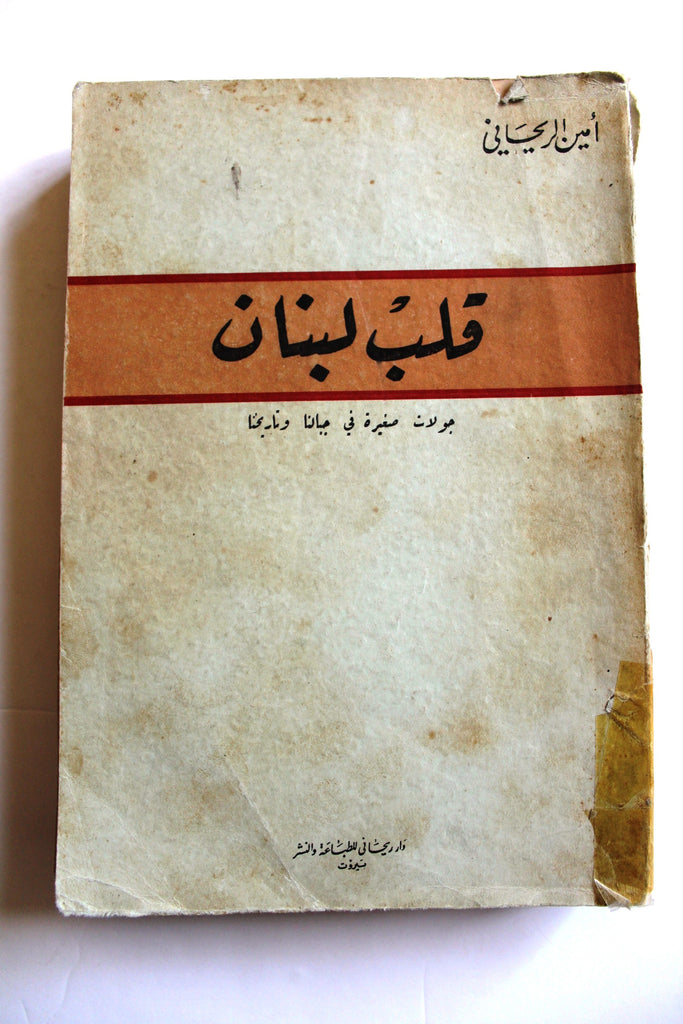 أمين الريحاني
قلبْ لبنان
جولات صغيرة في جبالنا وتاريخنا
دار ريحاني للطباعة والنشر
بيروت